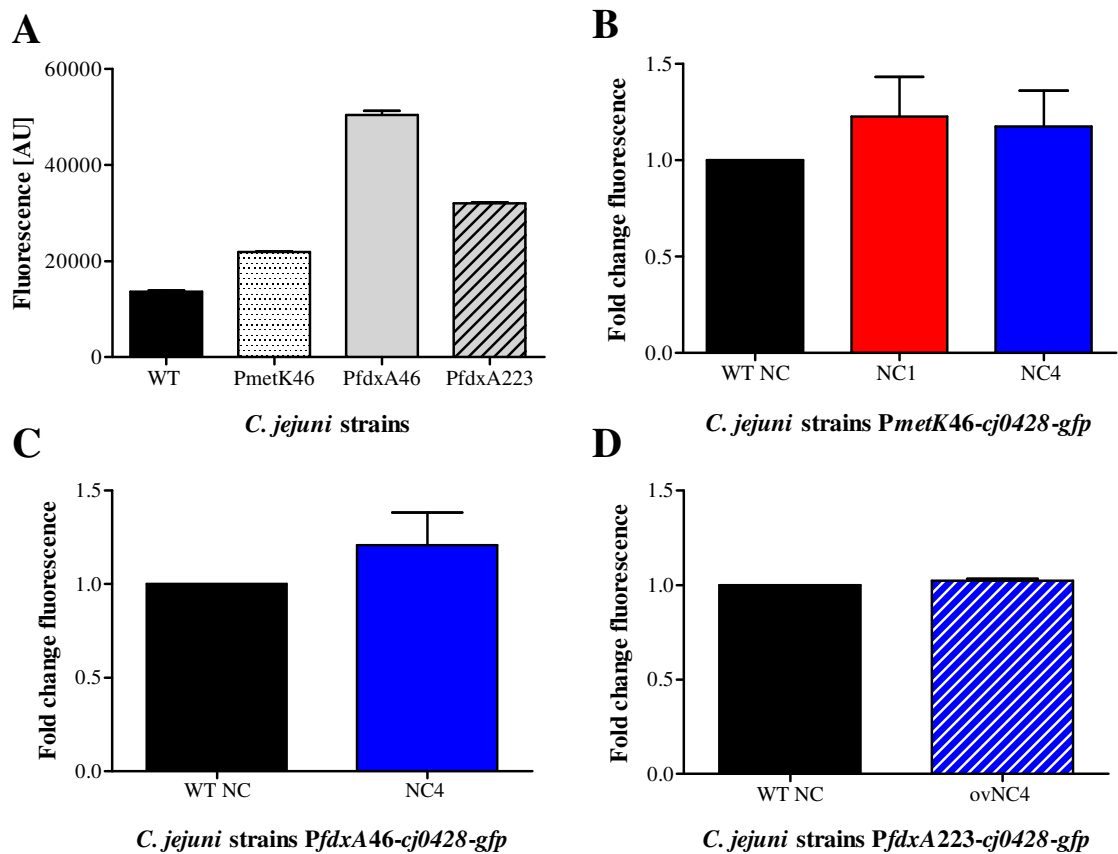 A
60000
40000
20000
0
Fluorescence [AU]
WT PmetK46 PfdxA46 PfdxA223
C. jejuni strains
B
1.5
1.0
0.5
0.0
Fold change fluorescence
WT NC NC1 NC4
C. jejuni strains PmetK46-cj0428-gfp
C
1.5
1.0
0.5
0.0
Fold change fluorescence
WT NC NC4
C. jejuni strains PfdxA46-cj0428-gfp
D
1.5
1.0
0.5
0.0
Fold change fluorescence
WT NC ovNC4
C. jejuni strains PfdxA223-cj0428-gfp